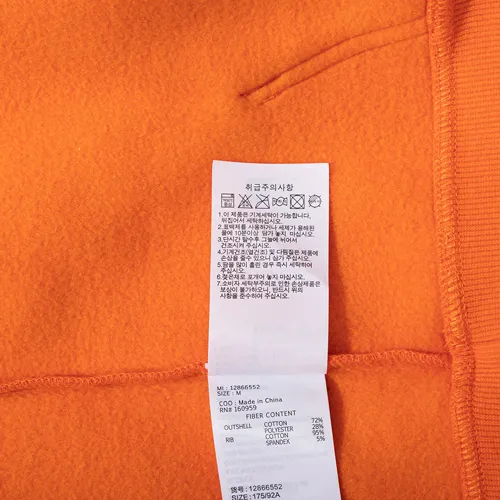 취급주의사항
1.이 제품은 기계세탁이 가능합니다.
뒤집어서 세탁하십시오.
2.표백제를 사용하거나 세제가 용해된
물에 10분이상 담가 놓지 마십시오.
3.단시간 탈수후 그늘에 뉘어서
건조시켜 주십시오.
4.기계건조(열건조) 및 다림질은 제품에
손상을 줄수 있으니 삼가 주십시오.
5.땀을 많이 흘린 경우 즉시 세탁하여
주십시오.
6.젖은채로 포개어 놓지 마십시오.
7.소비자 세탁부주의로 인한 손상제품은
보상이 불가하오니, 반드시 위의
사항을 준수하여 주십시오.
MI : 12866552
SIZE : M
COO : Made in China
RN# 160959
FIBER CONTENT
OUTSHELL COTTON 72%
POLYESTER 28%
RIB COTTON 95%
SPANDEX 5%
货号: 12866552
SIZE: 175/92A